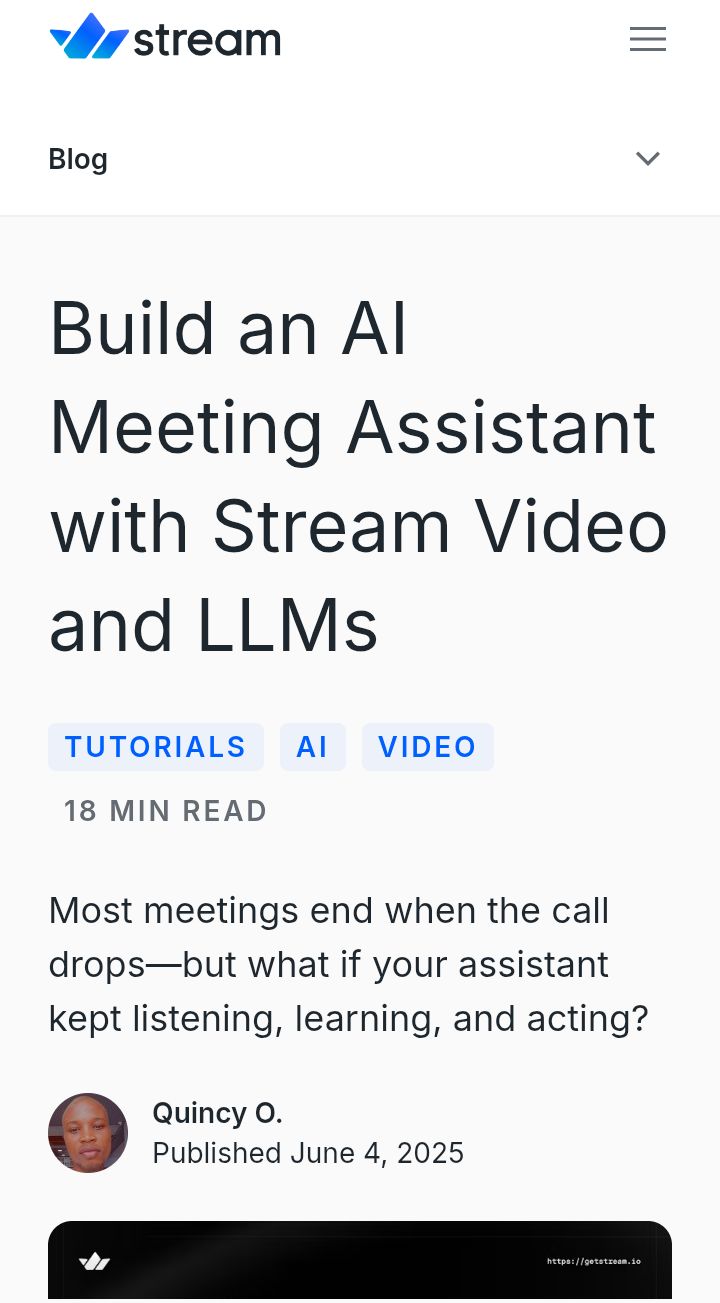 stream
Blog
Build an AI
Meeting Assistant
with Stream Video
and LLMs
TUTORIALS AI VIDEO
18 MIN READ
Most meetings end when the call
drops—but what if your assistant
kept listening, learning, and acting?
Quincy O.
Published June 4, 2025
https://getstream.io